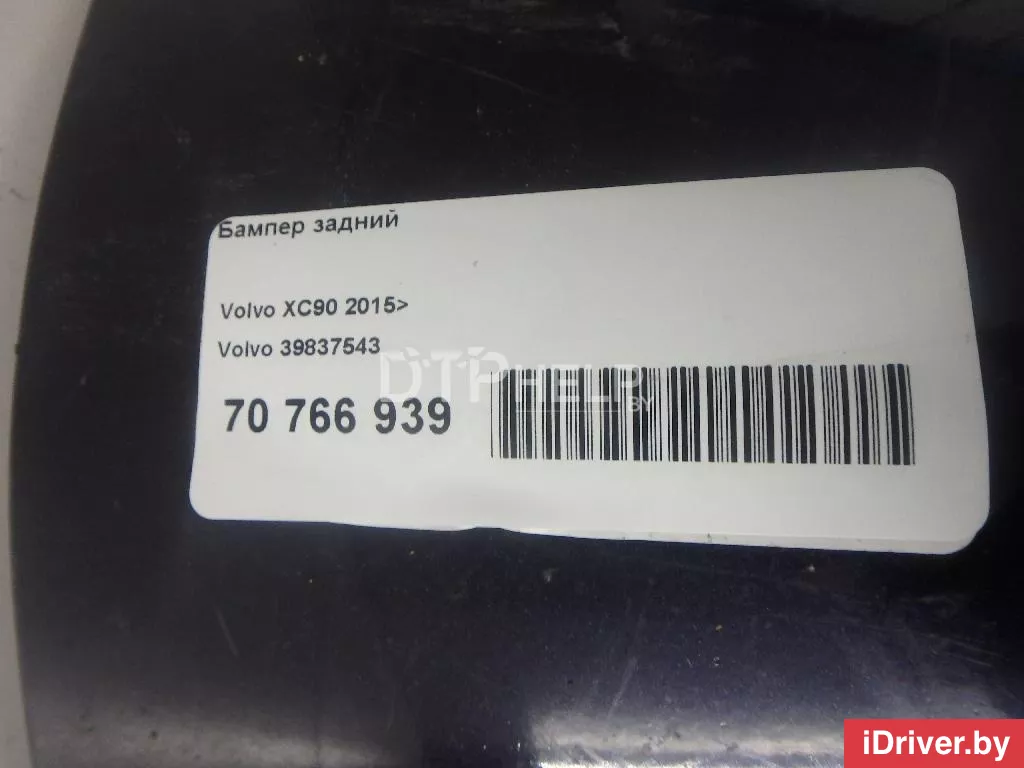 Бампер задний
Volvo XC90 2015>
Volvo 39837543
DTPHELP
BY
70 766 939
iDriver.by